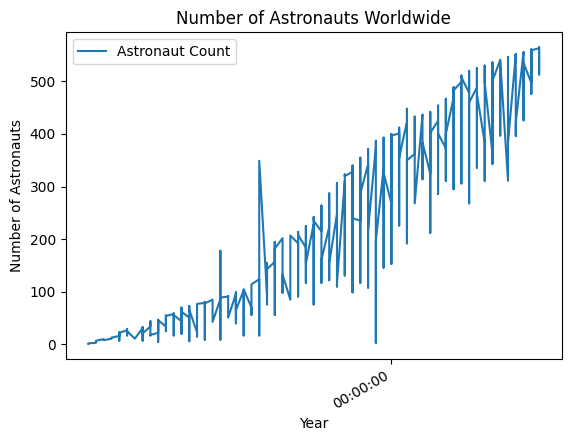 Number of Astronauts Worldwide
Astronaut Count
Number of Astronauts
500
400
300
200
100
0
00:00:00
Year